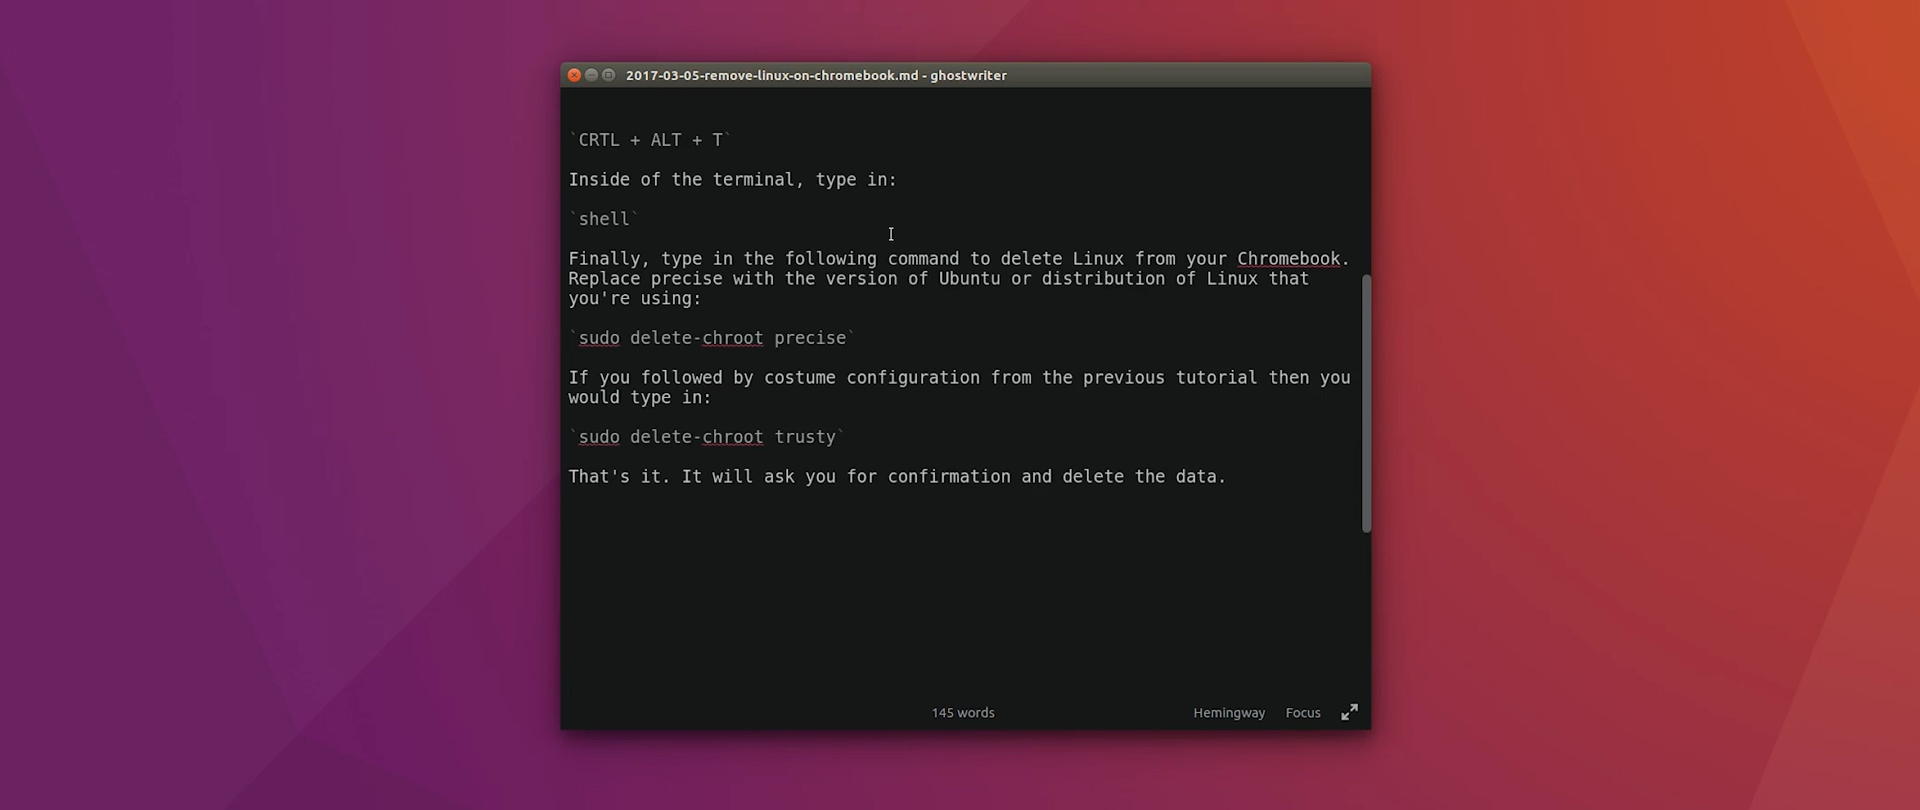 2017-03-05-remove-linux-on-chromebook.md - ghostwriter
`CRTL + ALT + T`
Inside of the terminal, type in:
`shell`
Finally, type in the following command to delete Linux from your Chromebook.
Replace precise with the version of Ubuntu or distribution of Linux that
you're using:
`sudo delete-chroot precise`
If you followed by costume configuration from the previous tutorial then you
would type in:
`sudo delete-chroot trusty`
That's it. It will ask you for confirmation and delete the data.
145 words
Hemingway
Focus